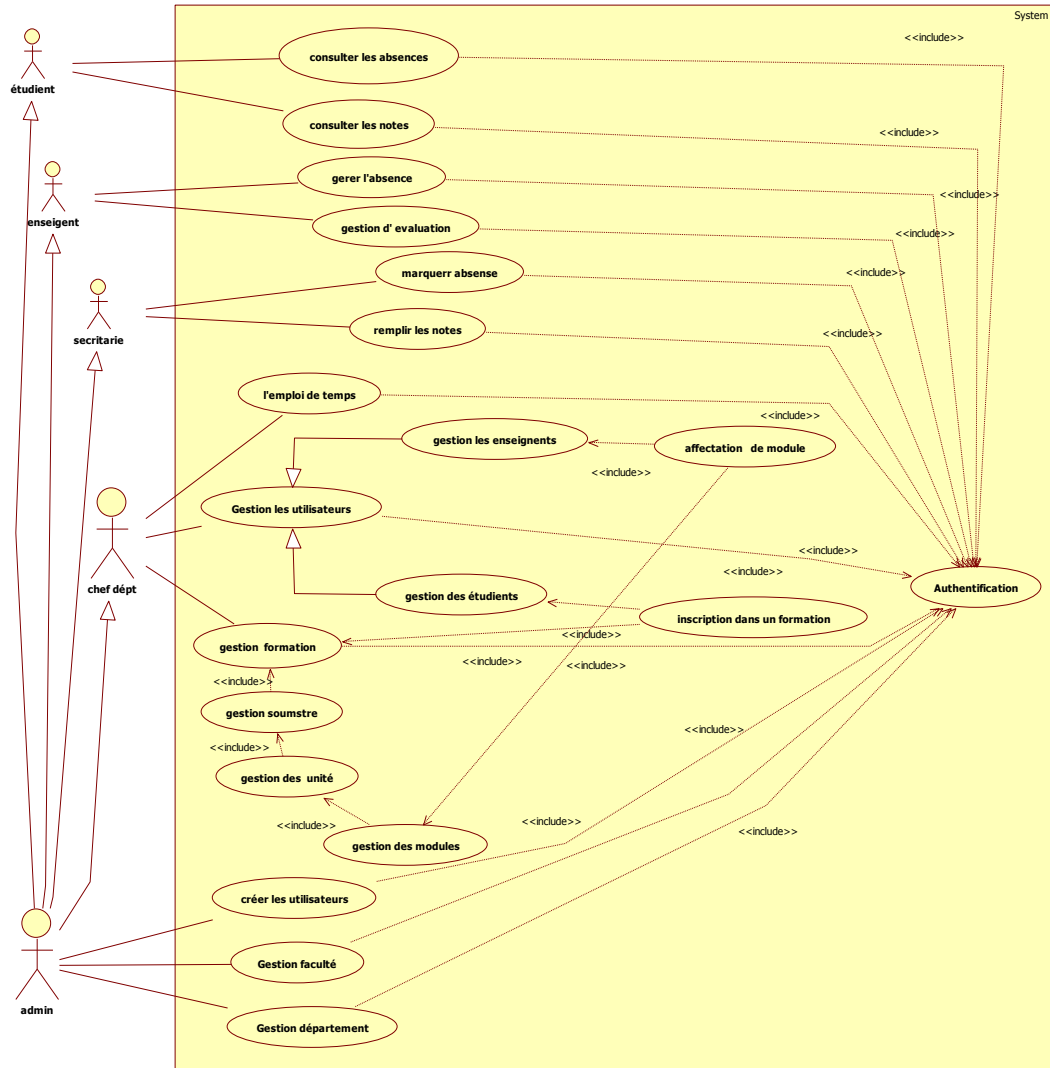 System
consulter les absences
<<include>>
étudient
consulter les notes
<<include>>
gerer l'absence
<<include>>
enseigent
gestion d' evaluation
<<include>>
marquerr absense
<<include>>
secritarie
remplir les notes
<<include>>
l'emploi de temps
<<include>>
gestion les enseignents
affectation de module
<<include>>
Gestion les utilisateurs
<<include>>
chef dépt
gestion des étudients
<<include>>
Authentification
inscription dans un formation
<<include>>
gestion formation
<<include>>
<<include>>
<<include>>
<<include>>
gestion soumstre
<<include>>
<<include>>
gestion des unité
<<include>>
<<include>>
<<include>>
gestion des modules
créer les utilisateurs
Gestion faculté
admin
Gestion département